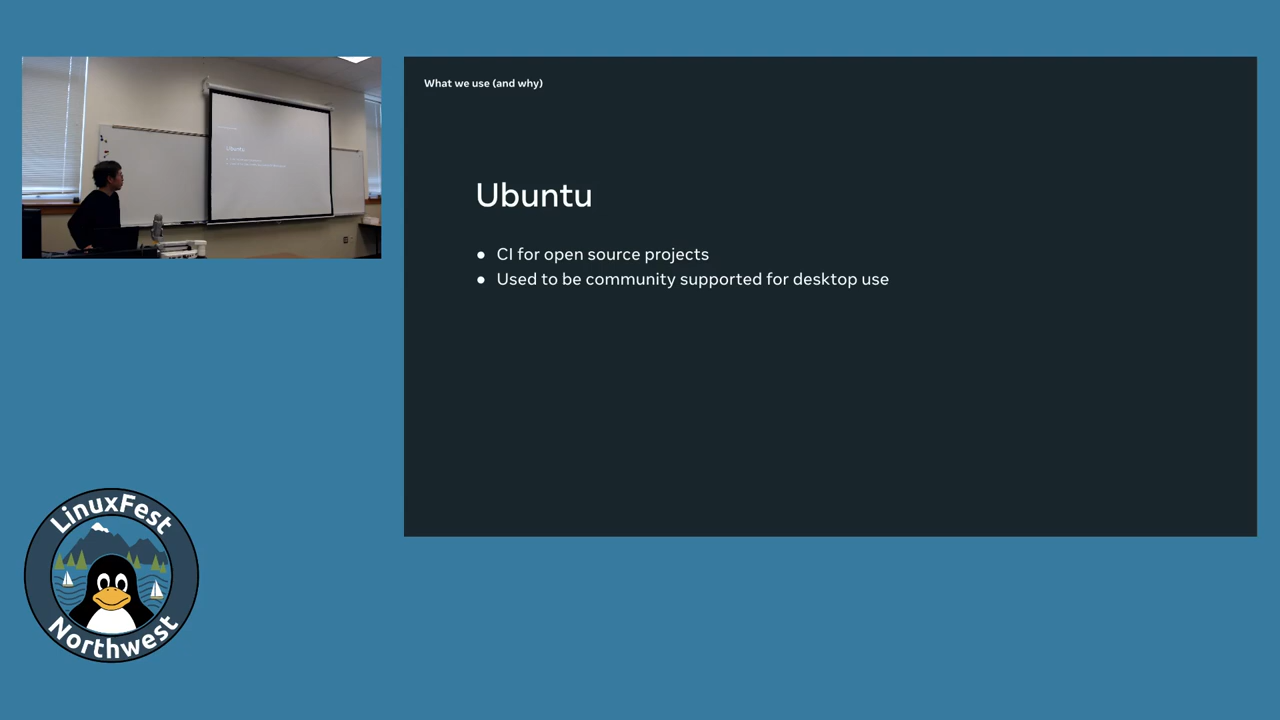 What we use (and why)
Ubuntu
● CI for open source projects
● Used to be community supported for desktop use
Ubuntu
LinuxFest
Northwest